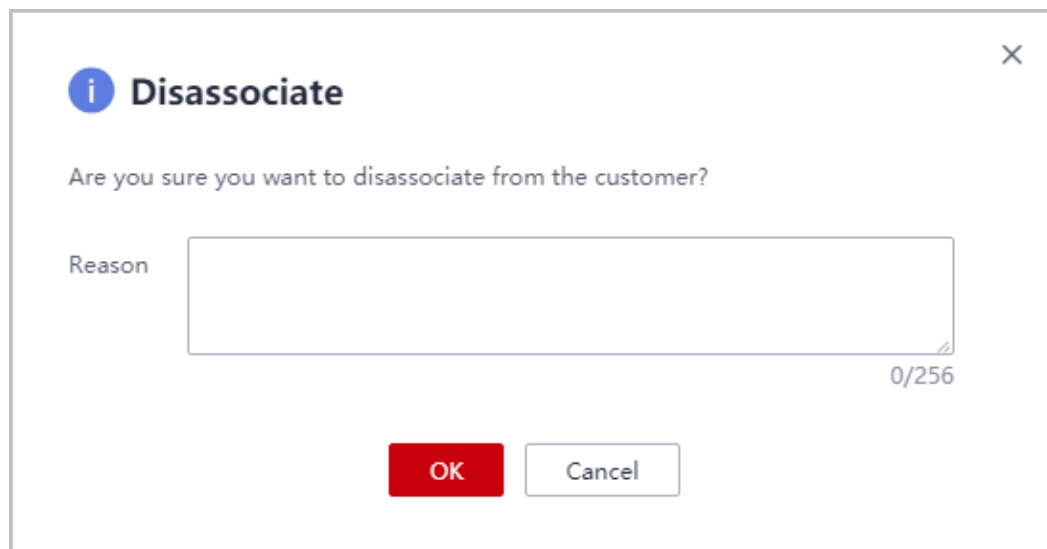 i Disassociate
Are you sure you want to disassociate from the customer?
Reason
0/256
OK Cancel